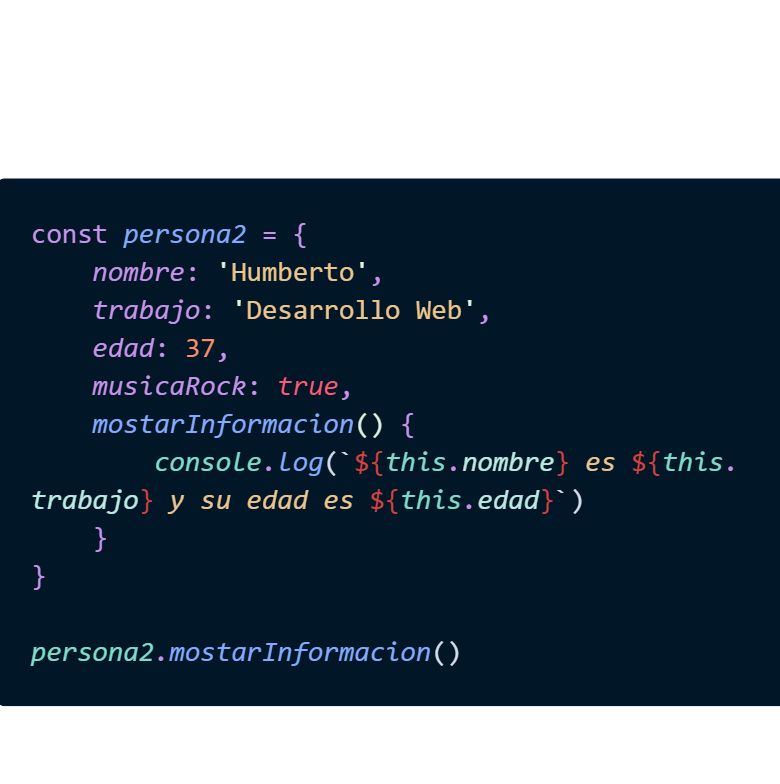 const persona2 = {
    nombre: 'Humberto',
    trabajo: 'Desarrollo Web',
    edad: 37,
    musicaRock: true,
    mostarInformacion() {
        console.log(`${this.nombre} es ${this.
trabajo} y su edad es ${this.edad}`)
    }
}

persona2.mostarInformacion()